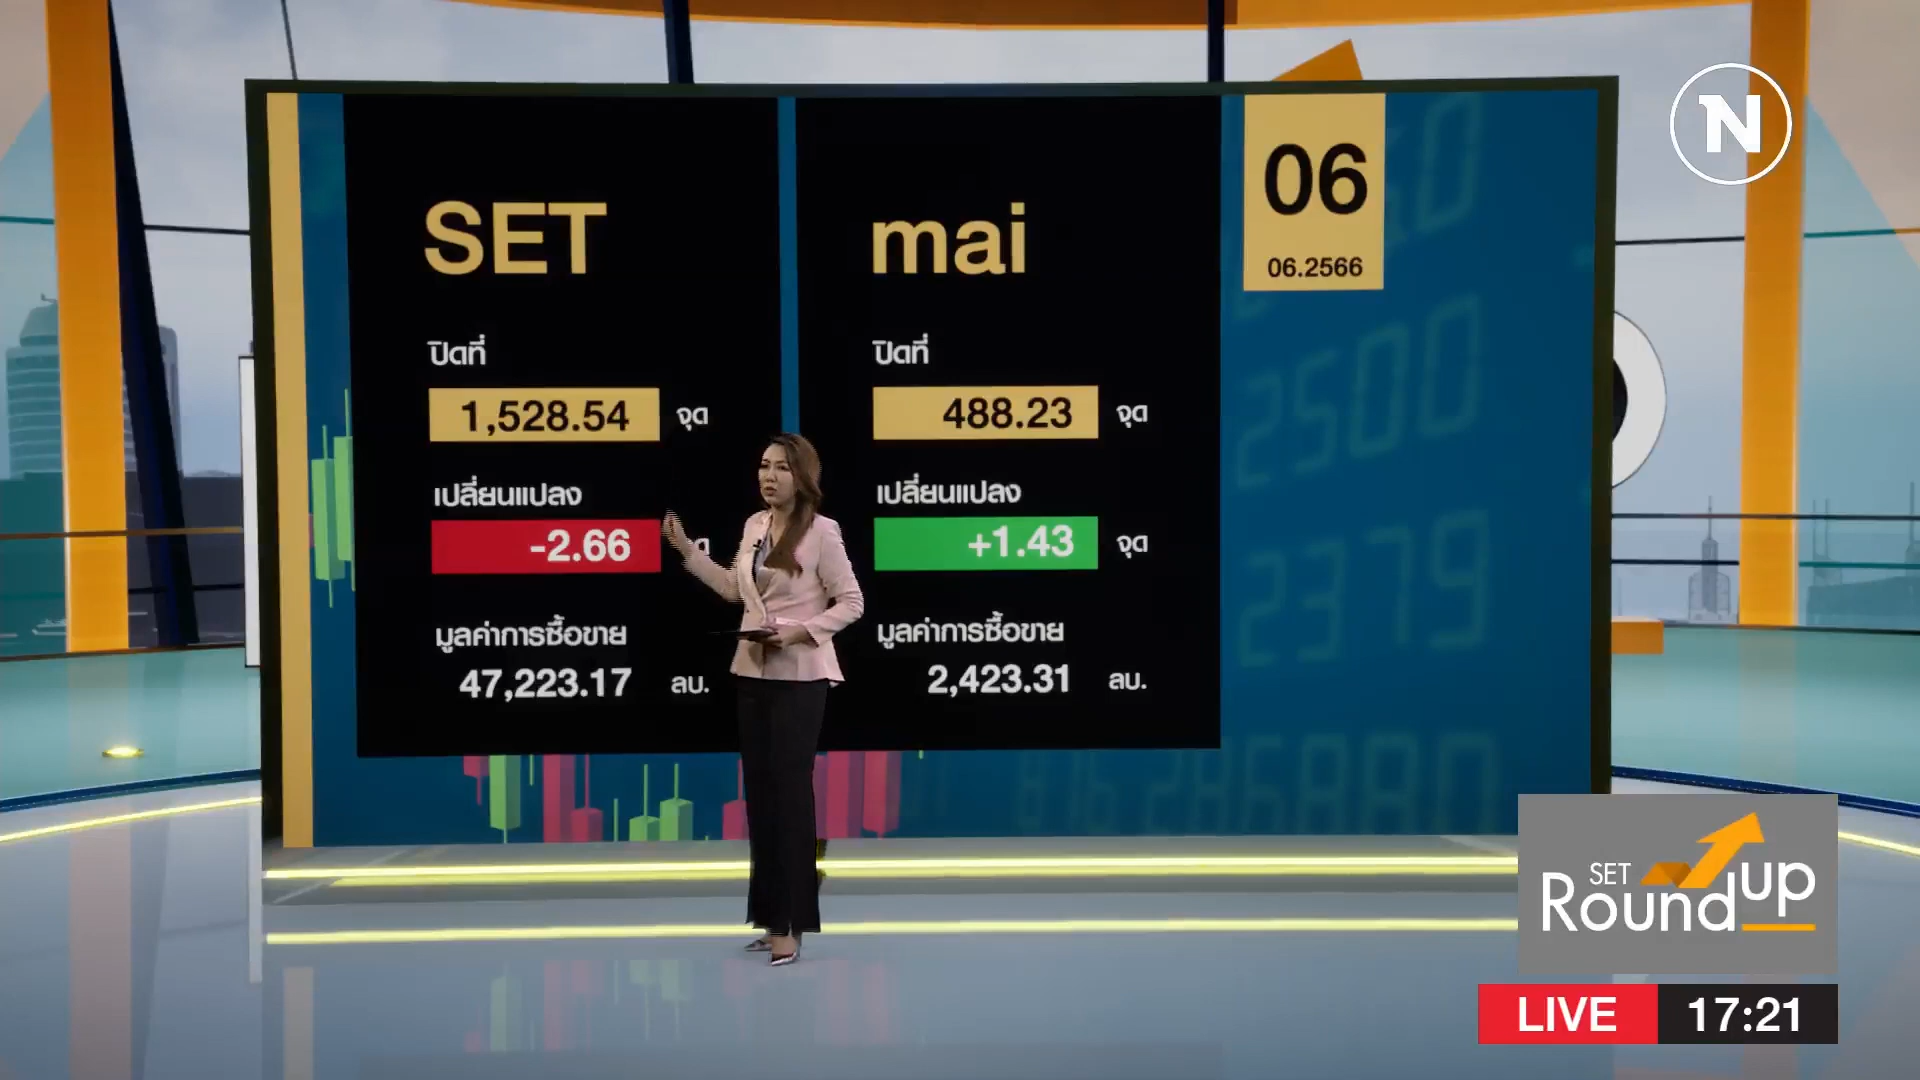 SET
ปิดที่
1,528.54 จุด
เปลี่ยนแปลง
-2.66
มูลค่าการซื้อขาย
47,223.17 ลบ.
mai
ปิดที่
488.23 จุด
เปลี่ยนแปลง
+1.43 จุด
มูลค่าการซื้อขาย
2,423.31 ลบ.
06
06.2566
N
2500
2379
SET
Roundup
LIVE 17:21